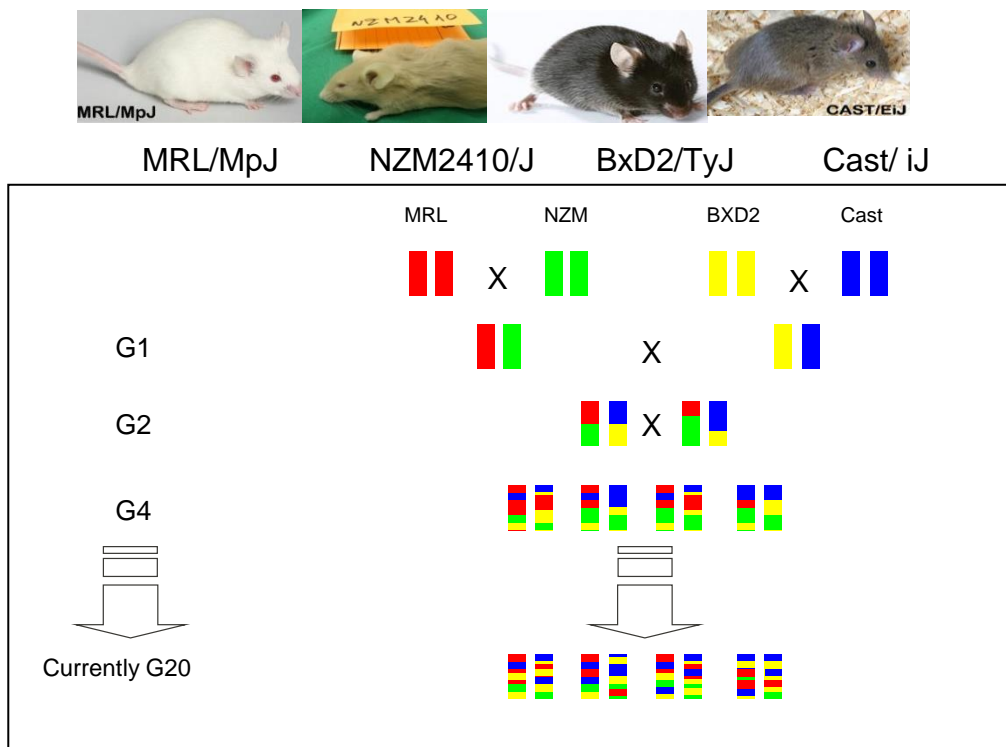 NZM2410
MRL/MpJ
CAST/EiJ
MRL/MpJ NZM2410/J BxD2/TyJ Cast/ iJ
MRL NZM BXD2 Cast
X X
G1 X
G2 X
G4
Currently G20